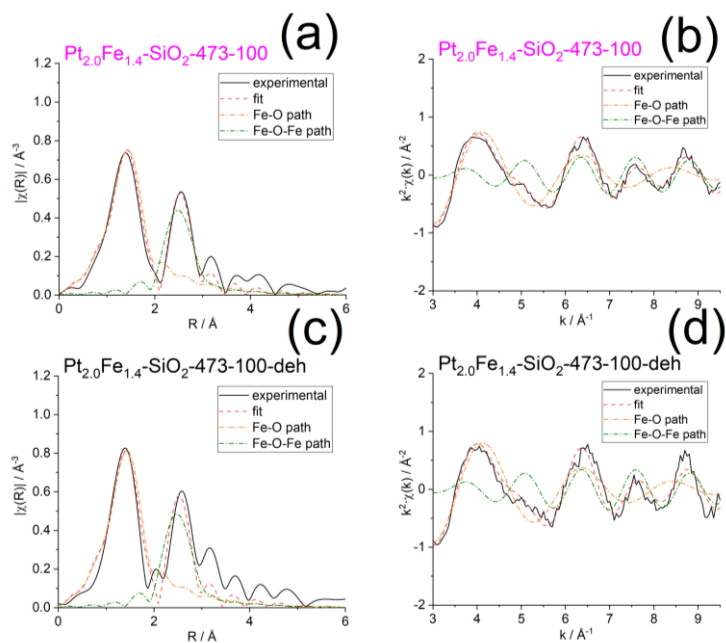 (a)
Pt2.0Fe1.4-SiO2-473-100
experimental
fit
Fe-O path
Fe-O-Fe path
|χ(R)| / Å-3
1.2
1.0
0.8
0.6
0.4
0.2
0.0
0 2 4 6
R / Å
(b)
Pt2.0Fe1.4-SiO2-473-100
experimental
fit
Fe-O path
Fe-O-Fe path
k2·χ(k) / Å-2
2
1
0
-1
-2
3 4 5 6 7 8 9
k / Å-1
(c)
Pt2.0Fe1.4-SiO2-473-100-deh
experimental
fit
Fe-O path
Fe-O-Fe path
|χ(R)| / Å-3
1.2
1.0
0.8
0.6
0.4
0.2
0.0
0 2 4 6
R / Å
(d)
Pt2.0Fe1.4-SiO2-473-100-deh
experimental
fit
Fe-O path
Fe-O-Fe path
k2·χ(k) / Å-2
2
1
0
-1
-2
3 4 5 6 7 8 9
k / Å-1